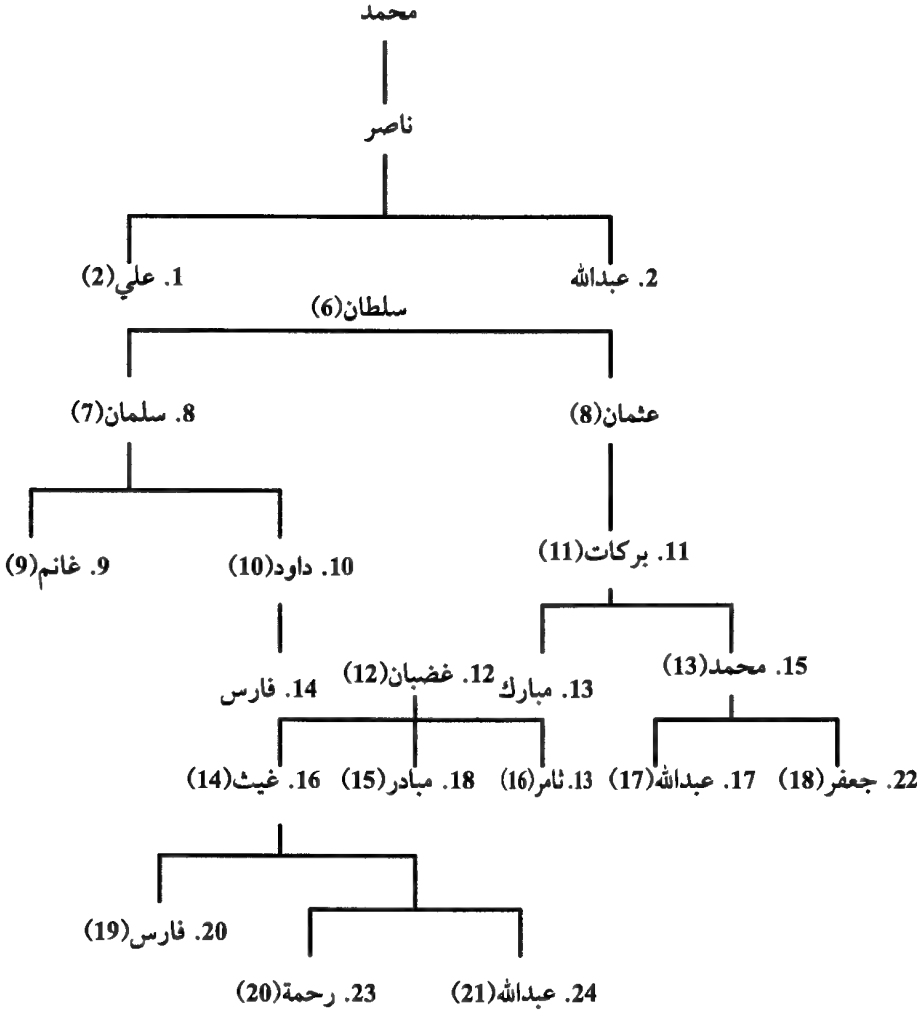 محمد
ناصر
2. عبدالله
1. علي(2)
سلطان(6)
عثمان(8)
8. سلمان(7)
11. بركات(11)
10. داود(10)
9. غانم(9)
15. محمد(13)
13. مبارك
12. غضبان(12)
14. فارس
22. جعفر(18)
17. عبدالله(17)
13. ثامر(16)
18. مبادر(15)
16. غيث(14)
20. فارس(19)
24. عبدالله(21)
23. رحمة(20)